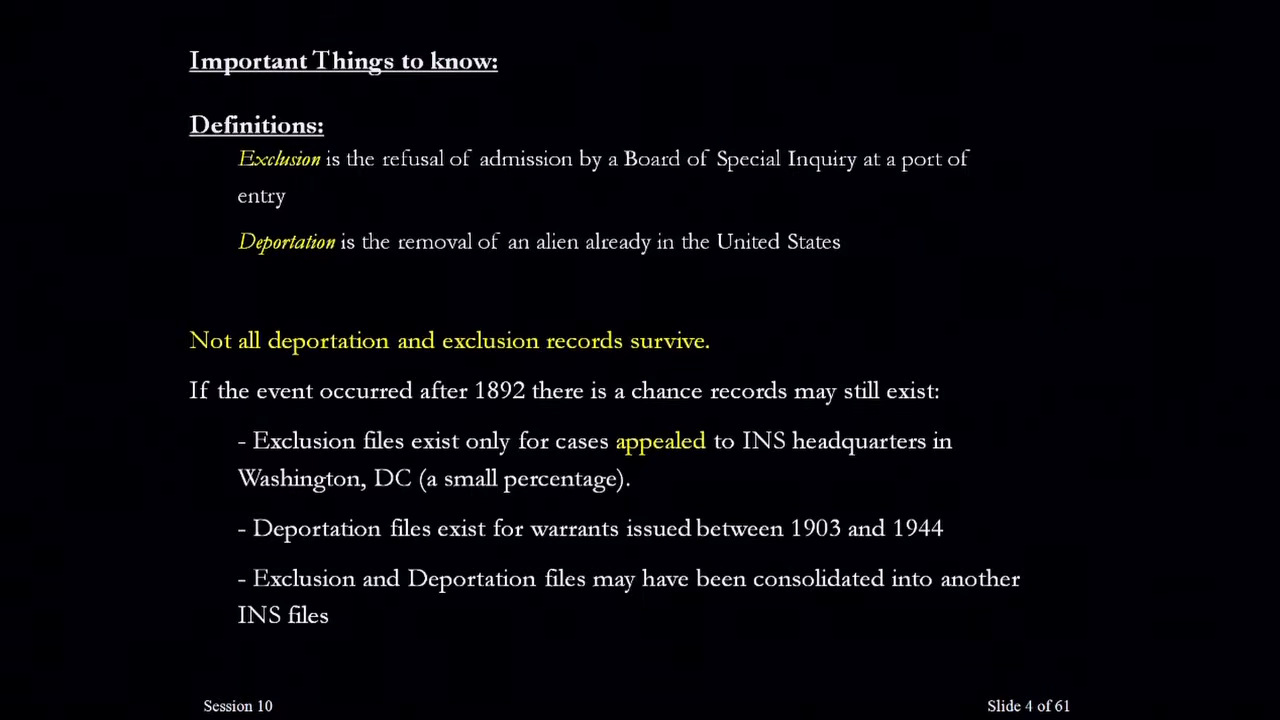 Important Things to know:
Definitions:
Exclusion is the refusal of admission by a Board of Special Inquiry at a port of
entry
Deportation is the removal of an alien already in the United States
Not all deportation and exclusion records survive.
If the event occurred after 1892 there is a chance records may still exist:
- Exclusion files exist only for cases appealed to INS headquarters in
Washington, DC (a small percentage).
- Deportation files exist for warrants issued between 1903 and 1944
- Exclusion and Deportation files may have been consolidated into another
INS files
Session 10
Slide 4 of 61